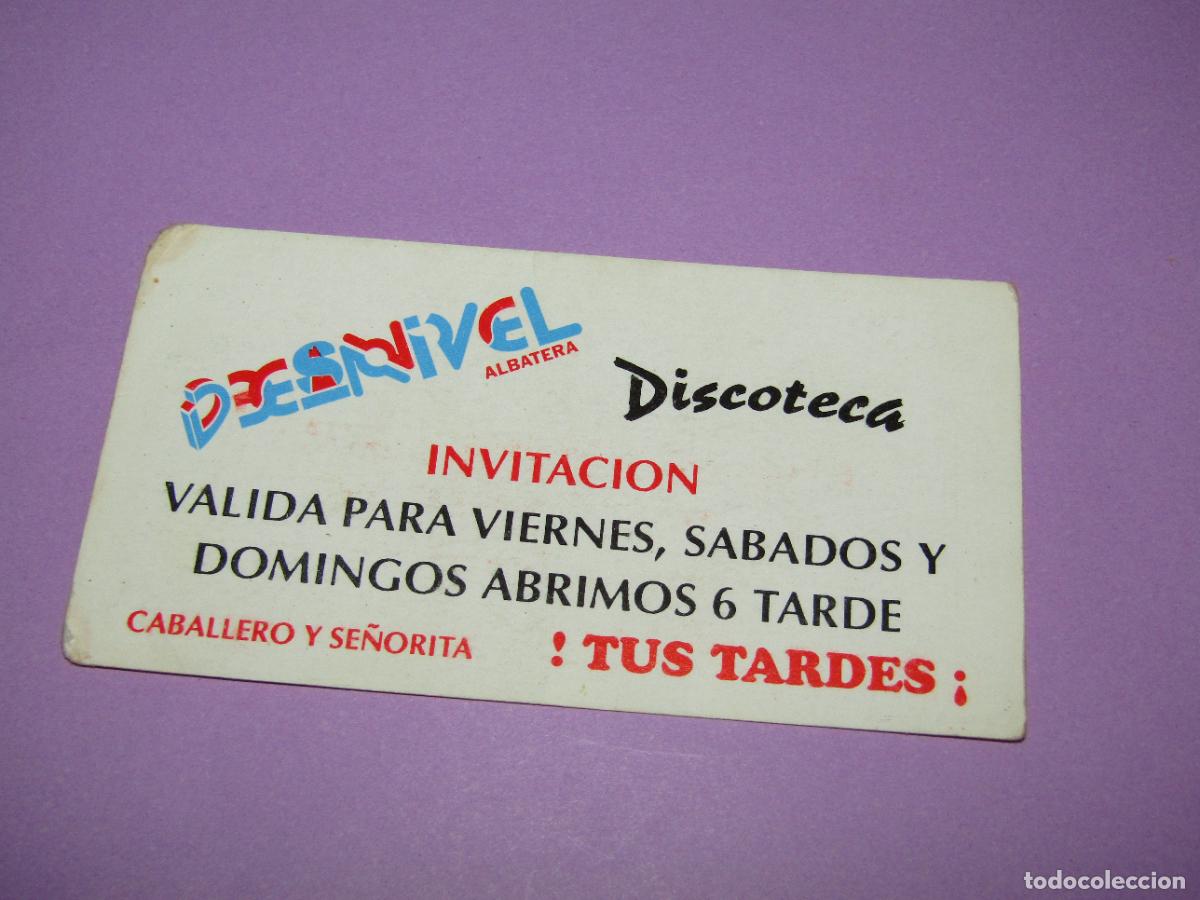 DESNIVEL
ALBATERA
Discoteca
INVITACION
VALIDA PARA VIERNES, SABADOS Y
DOMINGOS ABRIMOS 6 TARDE
CABALLERO Y SEÑORITA
! TUS TARDES ¡
todocoleccion